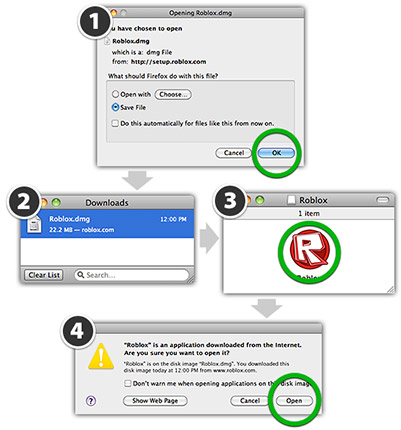 1
Opening Roblox.dmg
ou have chosen to open
Roblox.dmg
which is a: dmg File
from: http://setup.roblox.com
What should Firefox do with this file?
Open with Choose...
Save File
Do this automatically for files like this from now on.
Cancel OK
2
Downloads
Roblox.dmg 12:00 PM
22.2 MB — roblox.com
Clear List Search...
3
Roblox
1 item
R
4
"Roblox" is an application downloaded from the Internet.
Are you sure you want to open it?
"Roblox" is on the disk image "Roblox.dmg". You downloaded this
disk image today at 12:00 PM from www.roblox.com.
Don't warn me when opening applications on this disk image
? Show Web Page Cancel Open